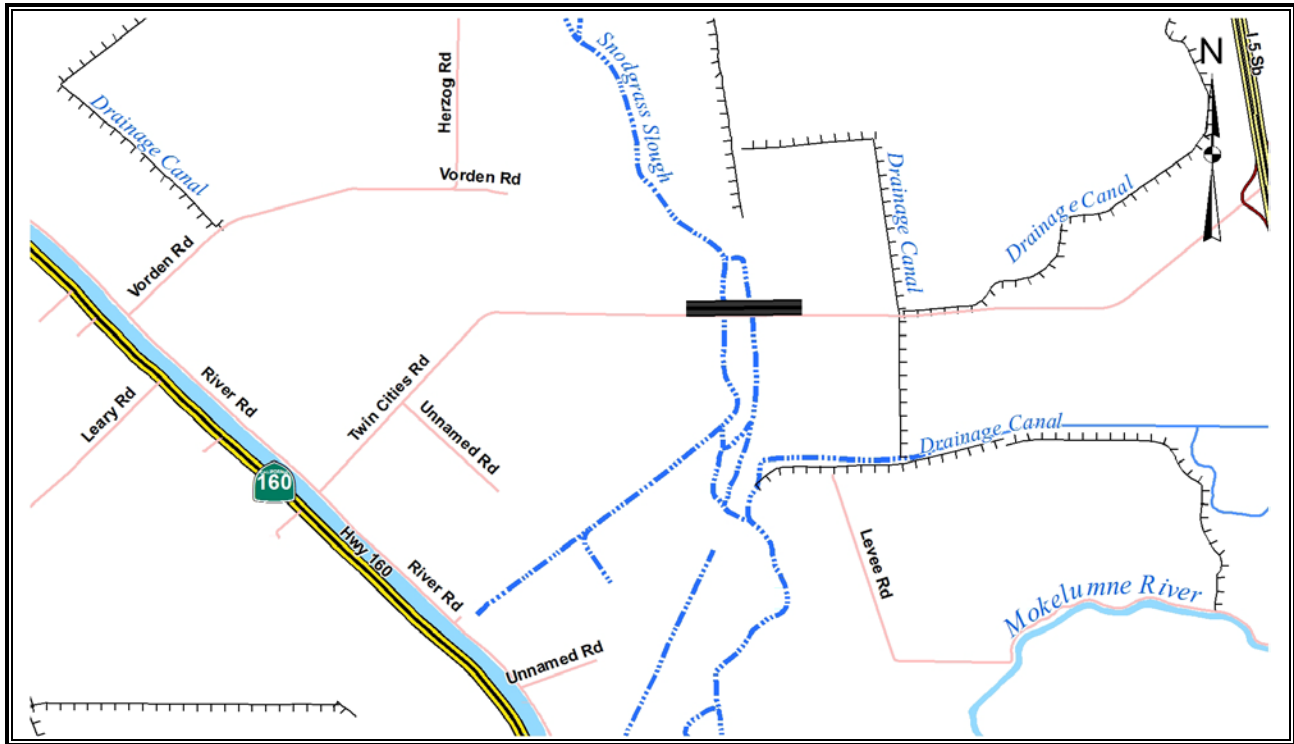 Snodgrass Slough
I-5-Sb
N
Herzog Rd
Drainage Canal
Vorden Rd
Drainage Canal
Drainage Canal
Vorden Rd
River Rd
Twin Cities Rd
Leary Rd
Unnamed Rd
Drainage Canal
160
Hwy 160
River Rd
Levee Rd
Mokelumne River
Unnamed Rd